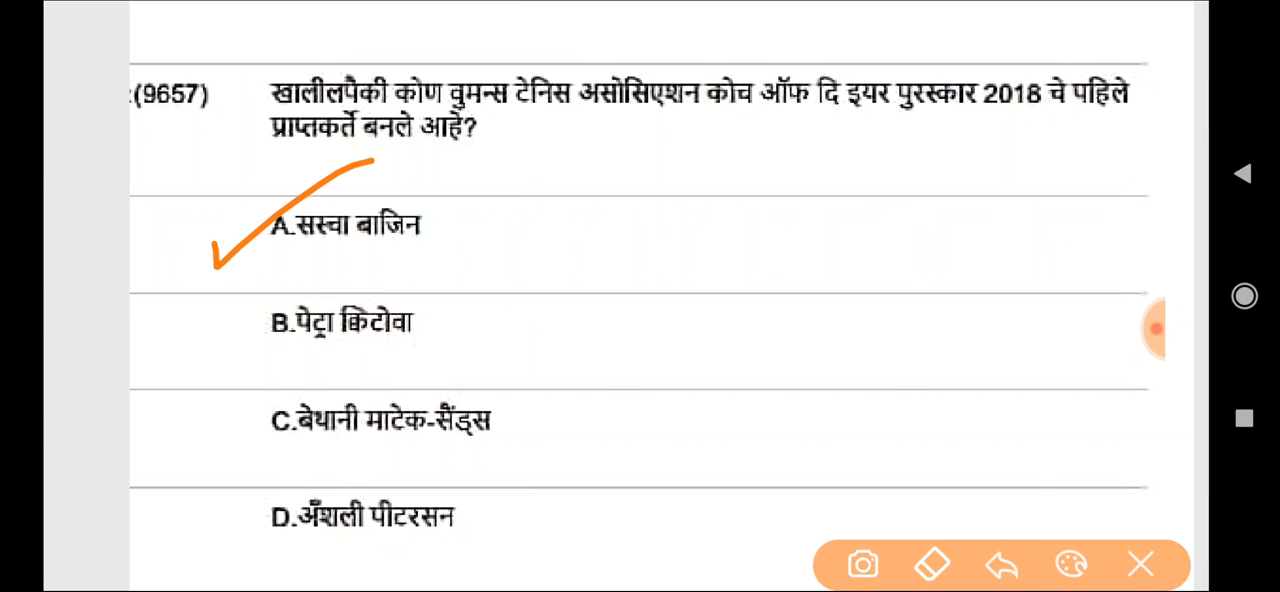 :(9657) खालीलपैकी कोण वुमन्स टेनिस असोसिएशन कोच ऑफ दि इयर पुरस्कार 2018 चे पहिले
प्राप्तकर्ते बनले आहे?
A.सस्चा बाजिन
B.पेट्रा क्विटोवा
C.बेथानी माटेक-सैंड्स
D.ॲंशली पीटरसन